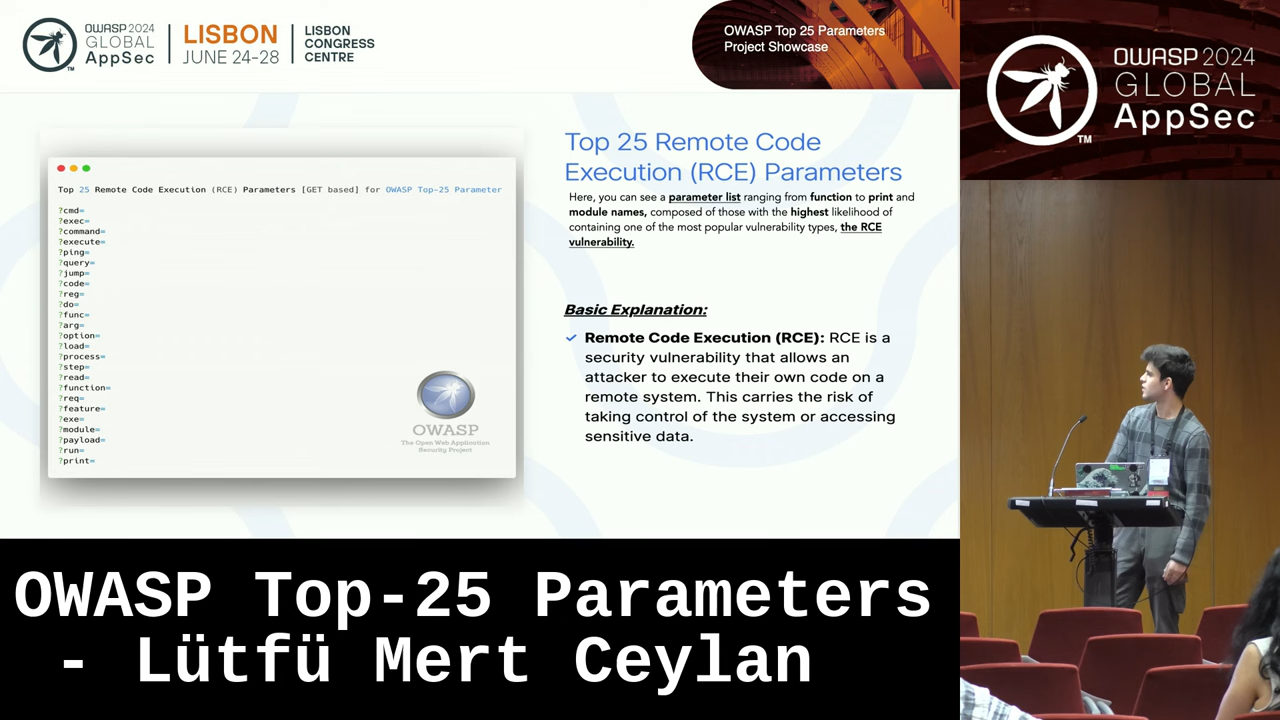 OWASP 2024
GLOBAL
AppSec
TM
LISBON
JUNE 24-28
LISBON
CONGRESS
CENTRE
OWASP Top 25 Parameters
Project Showcase
OWASP 2024
GLOBAL
AppSec
TM
Top 25 Remote Code Execution (RCE) Parameters [GET based] for OWASP Top-25 Parameter
?cmd=
?exec=
?command=
?execute=
?ping=
?query=
?jump=
?code=
?reg=
?do=
?func=
?arg=
?option=
?load=
?process=
?step=
?read=
?function=
?req=
?feature=
?exe=
?module=
?payload=
?run=
?print=
OWASP
The Open Web Application
Security Project
Top 25 Remote Code
Execution (RCE) Parameters
Here, you can see a parameter list ranging from function to print and
module names, composed of those with the highest likelihood of
containing one of the most popular vulnerability types, the RCE
vulnerability.
Basic Explanation:
Remote Code Execution (RCE): RCE is a
security vulnerability that allows an
attacker to execute their own code on a
remote system. This carries the risk of
taking control of the system or accessing
sensitive data.
OWASP Top-25 Parameters
- Lütfü Mert Ceylan